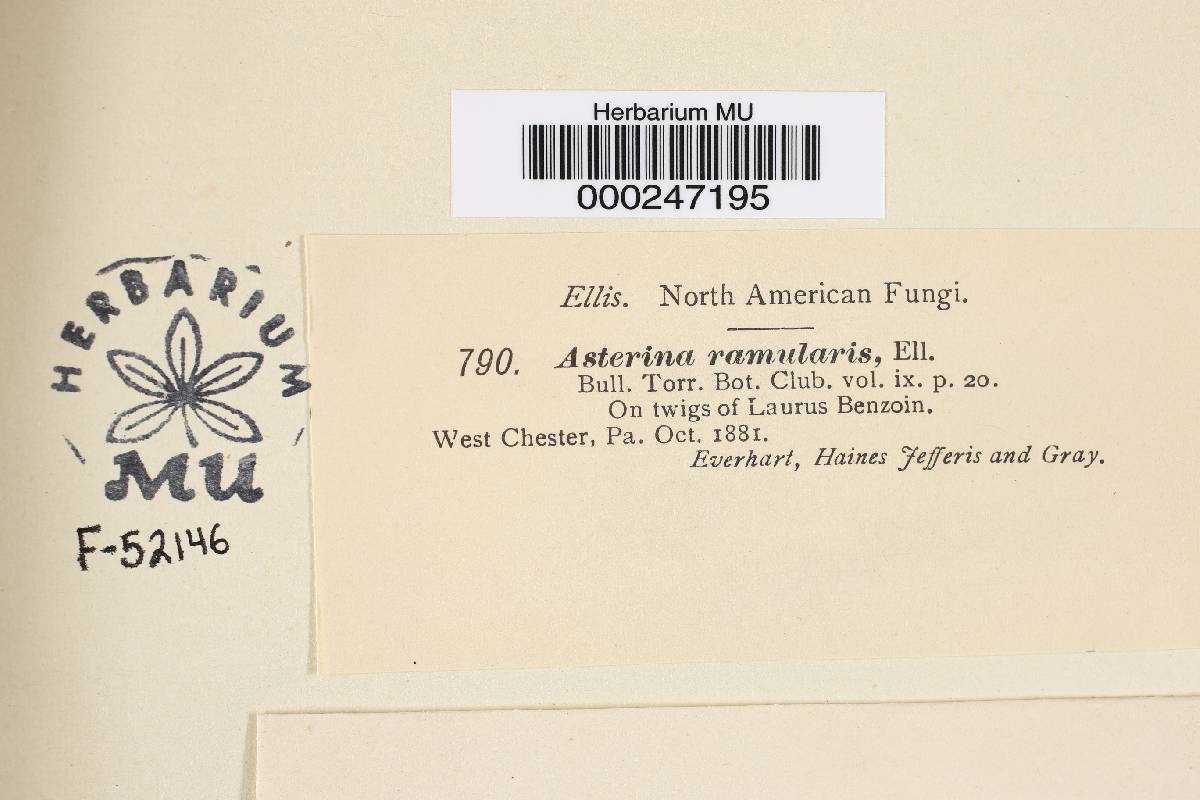 Herbarium MU
000247195
HERBARIUM
MU
F-52146
Ellis. North American Fungi.
790. Asterina ramularis, Ell.
Bull. Torr. Bot. Club. vol. ix. p. 20.
On twigs of Laurus Benzoin.
West Chester, Pa. Oct. 1881.
Everhart, Haines Jefferis and Gray.